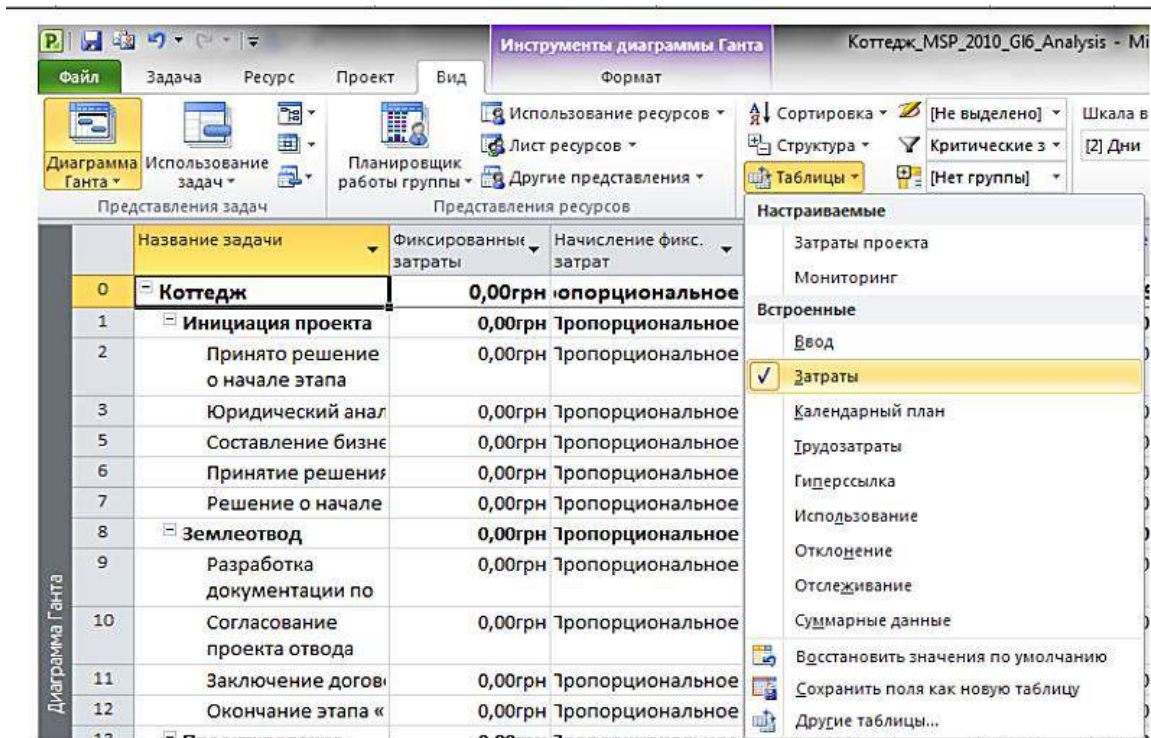 Инструменты диаграммы Ганта
Коттедж_MSP_2010_Gl6_Analysis - Mi
Файл Задача Ресурс Проект Вид Формат
Диаграмма Ганта
Использование задач
Представления задач
Планировщик работы группы
Использование ресурсов
Лист ресурсов
Другие представления
Представления ресурсов
Сортировка
Структура
Таблицы
[Не выделено]
Критические з
[Нет группы]
Шкала в
[2] Дни
Название задачи Фиксированные затраты Начисление фикс. затрат
0 Коттедж 0,00грн опорциональное
1 Инициация проекта 0,00грн Пропорциональное
2 Принято решение 0,00грн Пропорциональное
о начале этапа
3 Юридический анал 0,00грн Пропорциональное
5 Составление бизне 0,00грн Пропорциональное
6 Принятие решения 0,00грн Пропорциональное
7 Решение о начале 0,00грн Пропорциональное
8 Землеотвод 0,00грн Пропорциональное
9 Разработка 0,00грн Пропорциональное
документации по
10 Согласование 0,00грн Пропорциональное
проекта отвода
11 Заключение догов 0,00грн Пропорциональное
12 Окончание этапа « 0,00грн Пропорциональное
Диаграмма Ганта
Настраиваемые
Затраты проекта
Мониторинг
Встроенные
Ввод
Затраты
Календарный план
Трудозатраты
Гиперссылка
Использование
Отклонение
Отслеживание
Суммарные данные
Восстановить значения по умолчанию
Сохранить поля как новую таблицу
Другие таблицы...